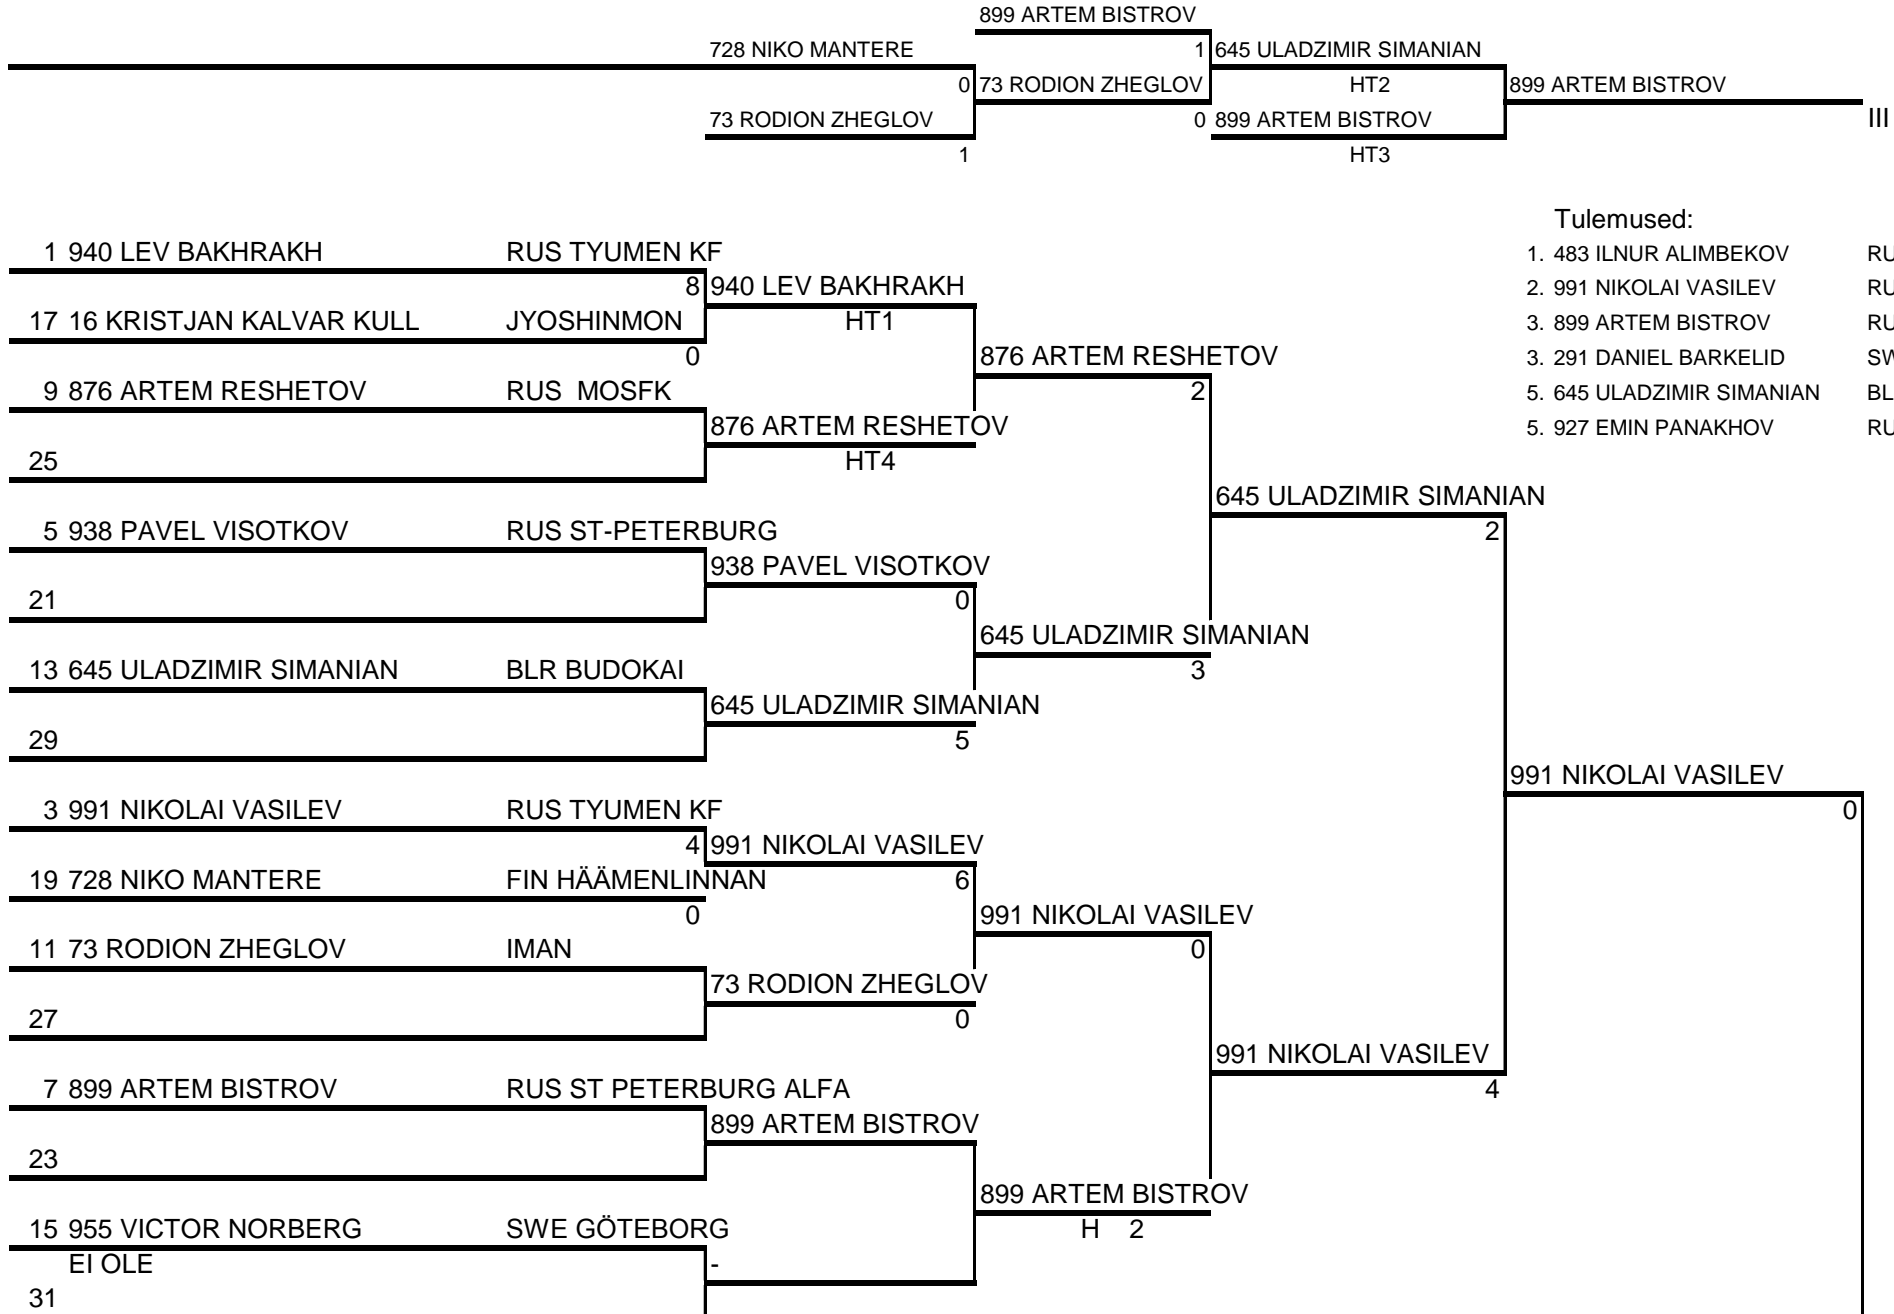 899 ARTEM BISTROV
728 NIKO MANTERE 1 645 ULADZIMIR SIMANIAN
0 73 RODION ZHEGLOV HT2 899 ARTEM BISTROV
73 RODION ZHEGLOV 0 899 ARTEM BISTROV III
1 HT3
Tulemused:
1 940 LEV BAKHRAKH RUS TYUMEN KF 1. 483 ILNUR ALIMBEKOV RU
8 940 LEV BAKHRAKH 2. 991 NIKOLAI VASILEV RU
17 16 KRISTJAN KALVAR KULL JYOSHINMON HT1 3. 899 ARTEM BISTROV RU
0 876 ARTEM RESHETOV 3. 291 DANIEL BARKELID SW
9 876 ARTEM RESHETOV RUS MOSFK 2 5. 645 ULADZIMIR SIMANIAN BL
876 ARTEM RESHETOV 5. 927 EMIN PANAKHOV RU
25 HT4
645 ULADZIMIR SIMANIAN
5 938 PAVEL VISOTKOV RUS ST-PETERBURG 2
938 PAVEL VISOTKOV
21 0
645 ULADZIMIR SIMANIAN
13 645 ULADZIMIR SIMANIAN BLR BUDOKAI 3
645 ULADZIMIR SIMANIAN
29 5
991 NIKOLAI VASILEV
3 991 NIKOLAI VASILEV RUS TYUMEN KF 0
4 991 NIKOLAI VASILEV
19 728 NIKO MANTERE FIN HÄÄMENLINNAN 6
0 991 NIKOLAI VASILEV
11 73 RODION ZHEGLOV IMAN 0
73 RODION ZHEGLOV
27 0
991 NIKOLAI VASILEV
7 899 ARTEM BISTROV RUS ST PETERBURG ALFA 4
899 ARTEM BISTROV
23
899 ARTEM BISTROV
15 955 VICTOR NORBERG SWE GÖTEBORG H 2
EI OLE -
31